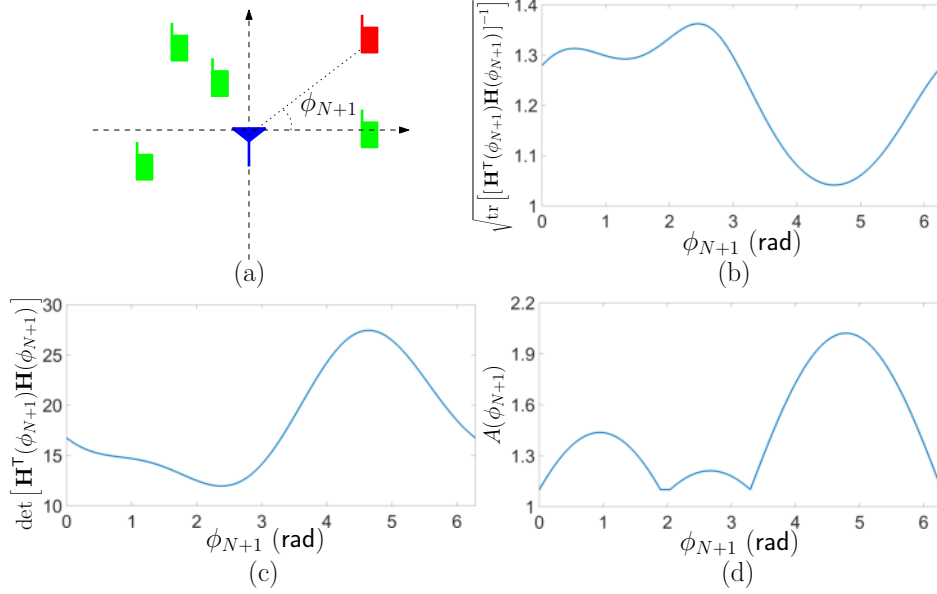 ϕ_{N+1}
(a)
√tr [[H^T(ϕ_{N+1})H(ϕ_{N+1})]^{-1}]
1.4
1.3
1.2
1.1
1
0 1 2 3 4 5 6
ϕ_{N+1} (rad)
(b)
det [H^T(ϕ_{N+1})H(ϕ_{N+1})]
30
25
20
15
10
0 1 2 3 4 5 6
ϕ_{N+1} (rad)
(c)
A(ϕ_{N+1})
2.2
1.9
1.6
1.3
1
0 1 2 3 4 5 6
ϕ_{N+1} (rad)
(d)